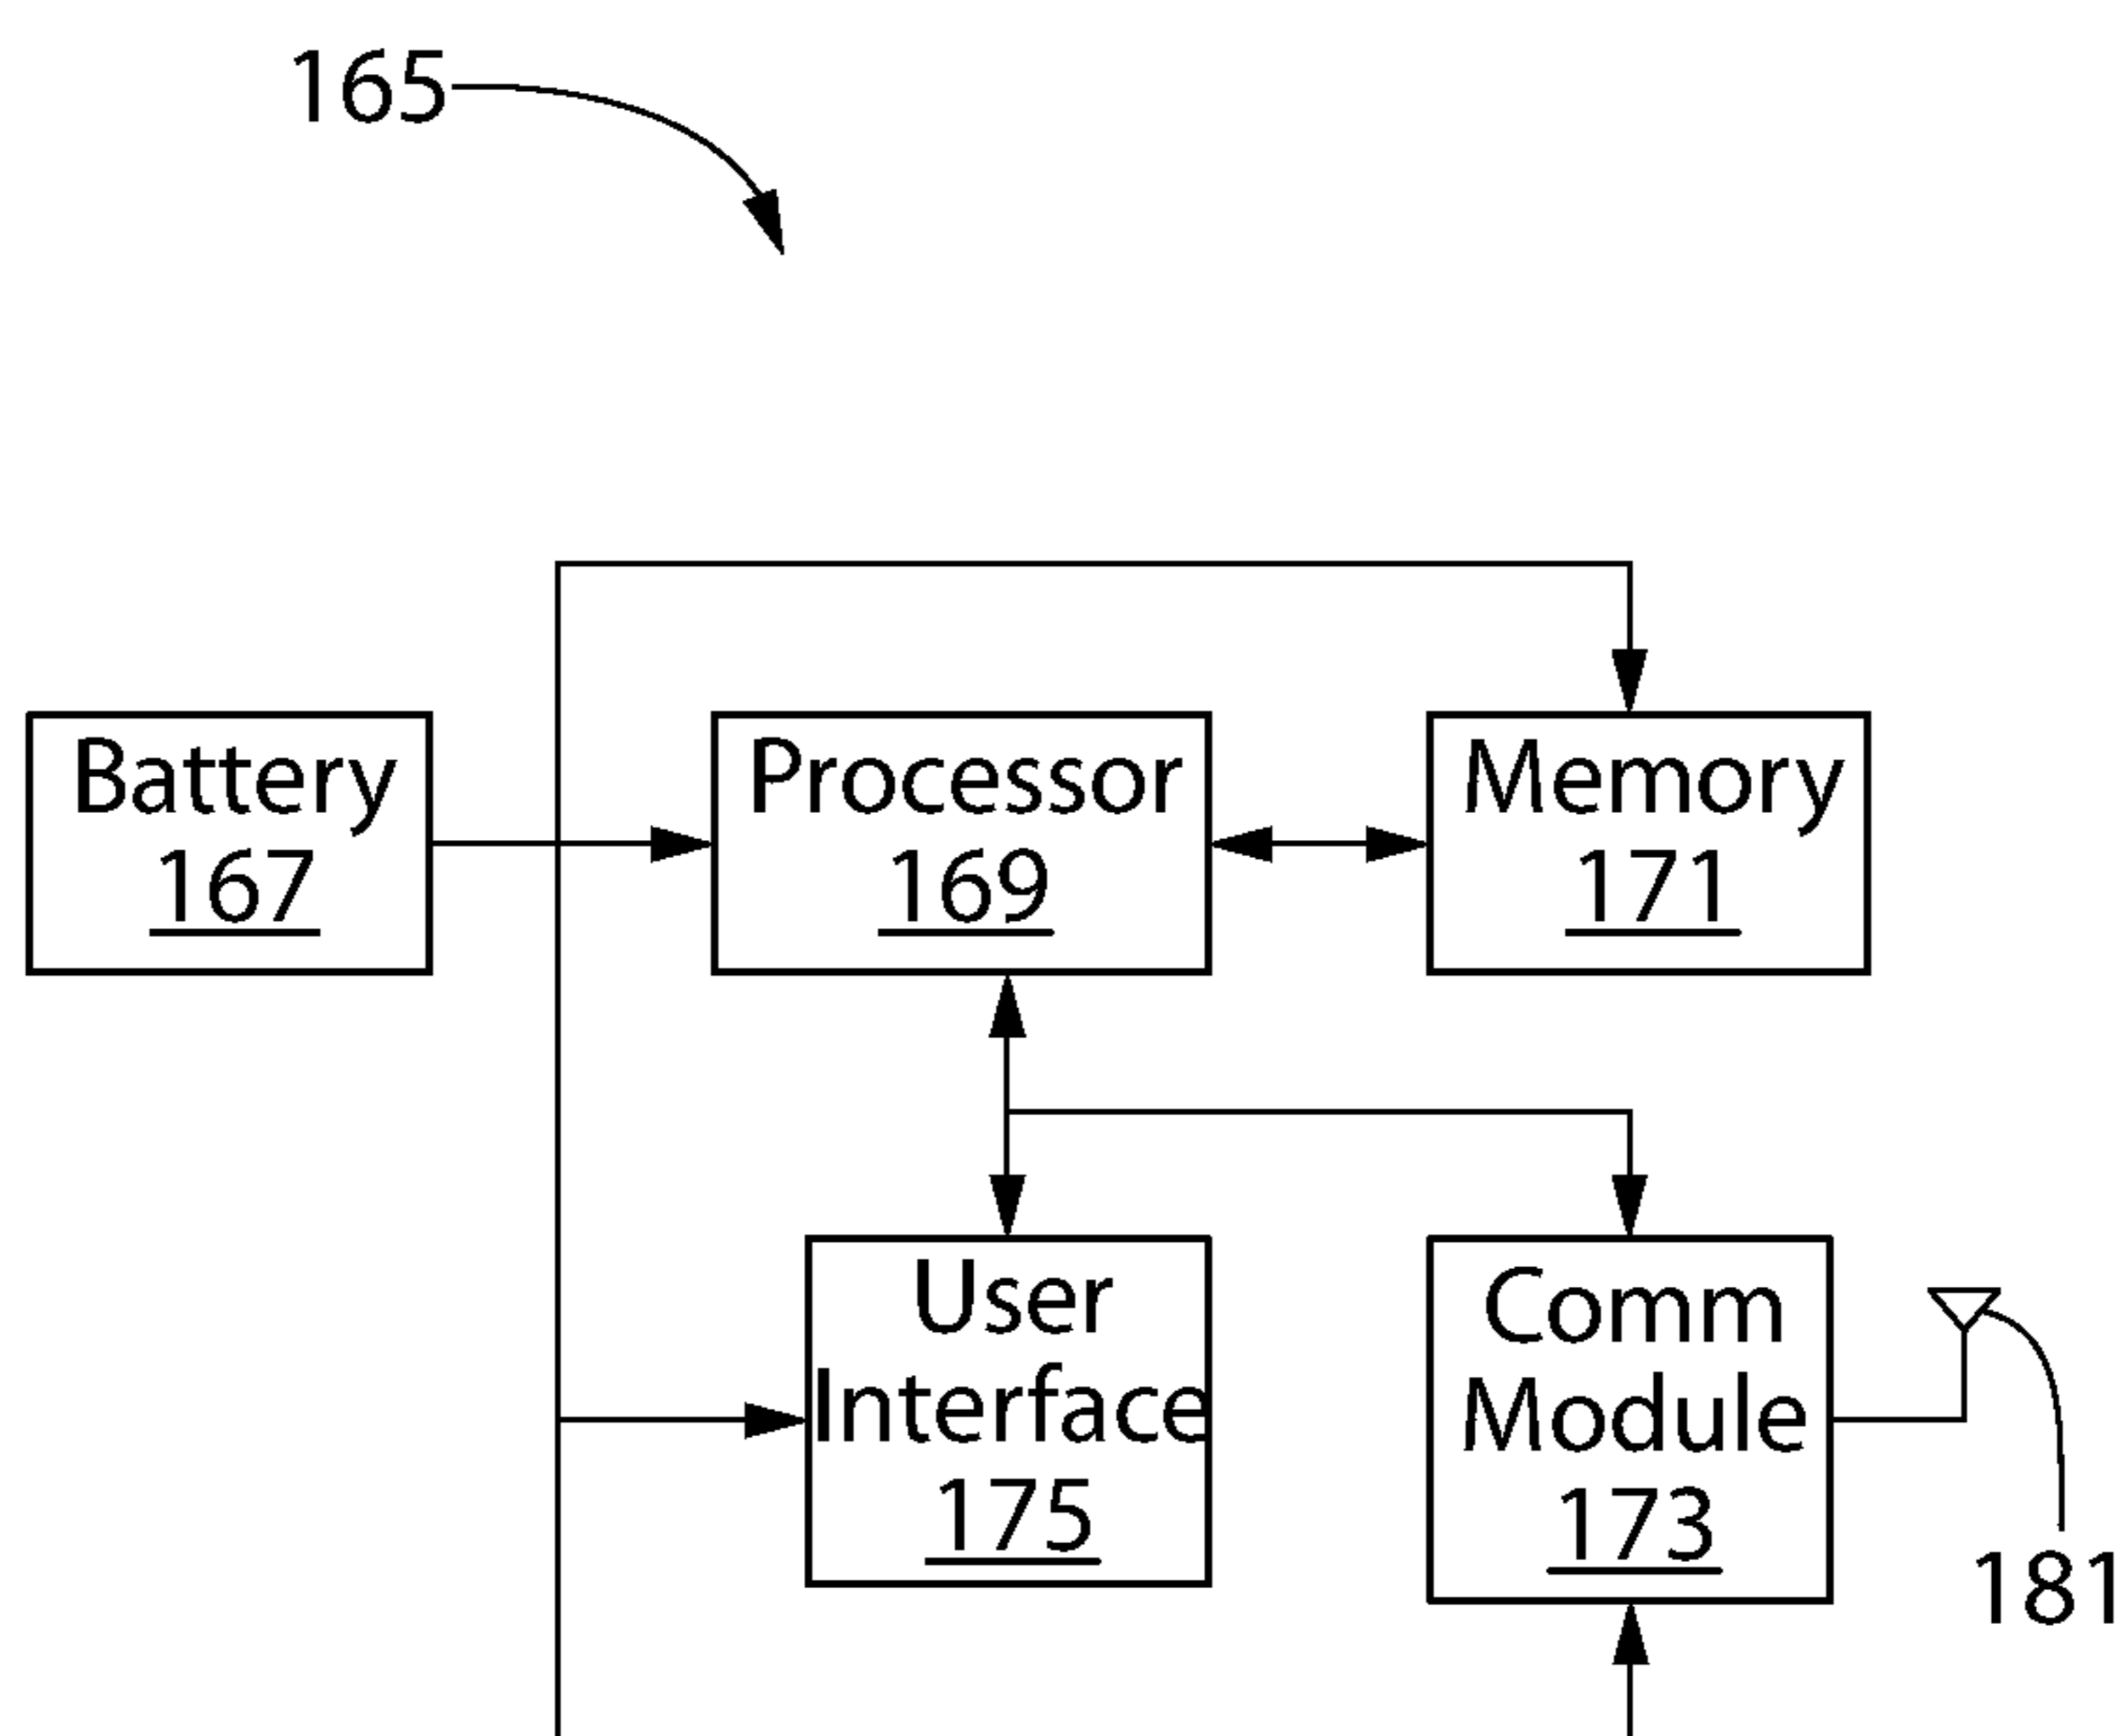 165
Battery
167
Processor
169
Memory
171
User
Interface
175
Comm
Module
173
181